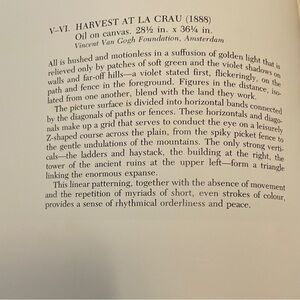 V–VI. HARVEST AT LA CRAU (1888)
Oil on canvas. 28½ in. x 36¼ in.
Vincent Van Gogh Foundation, Amsterdam
All is hushed and motionless in a suffusion of golden light that is
relieved only by patches of soft green and the violet shadows on
walls and far-off hills—a violet stated first, flickeringly, on the
path and fence in the foreground. Figures in the distance, iso-
lated from one another, blend with the land they work.
The picture surface is divided into horizontal bands connected
by the diagonals of paths or fences. These horizontals and diago-
nals make up a grid that serves to conduct the eye on a leisurely
Z-shaped course across the plain, from the spiky picket fence to
the gentle undulations of the mountains. The only strong verti-
cals—the ladders and haystack, the building at the right, the
tower of the ancient ruins at the upper left—form a triangle
linking the enormous expanse.
This linear patterning, together with the absence of movement
and the repetition of myriads of short, even strokes of colour,
provides a sense of rhythmical orderliness and peace.